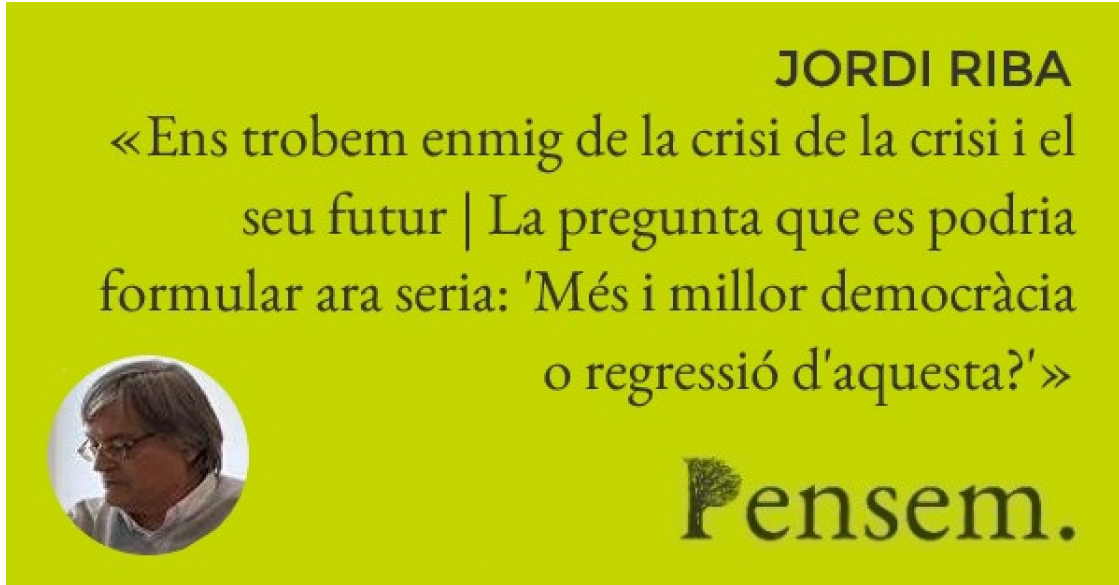 JORDI RIBA
«Ens trobem enmig de la crisi de la crisi i el
seu futur | La pregunta que es podria
formular ara seria: 'Més i millor democràcia
o regressió d'aquesta?'»
Pensem.